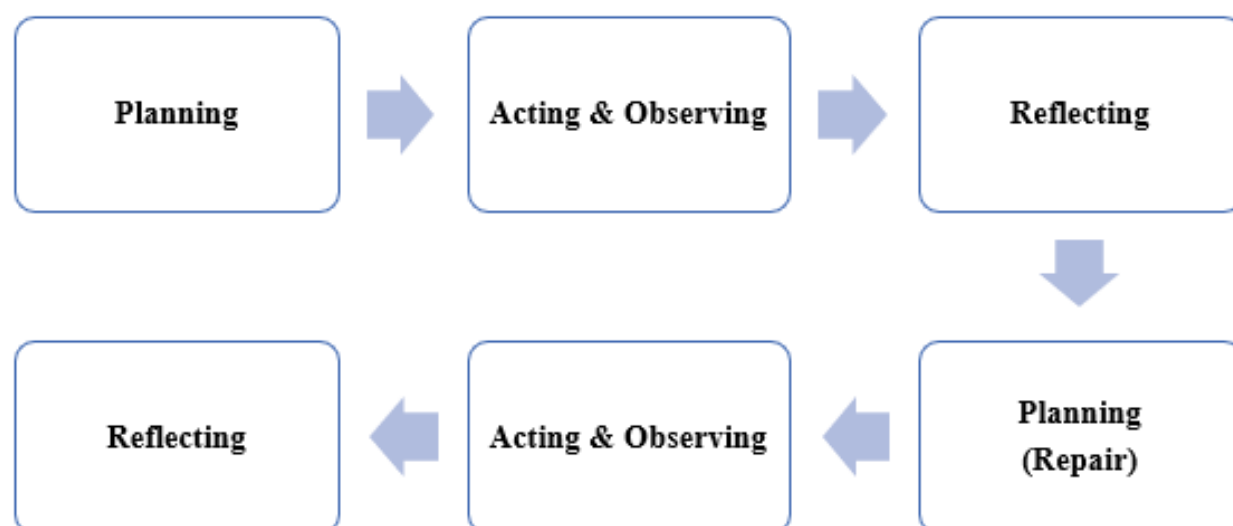 Planning
Acting & Observing
Reflecting
Planning
(Repair)
Acting & Observing
Reflecting